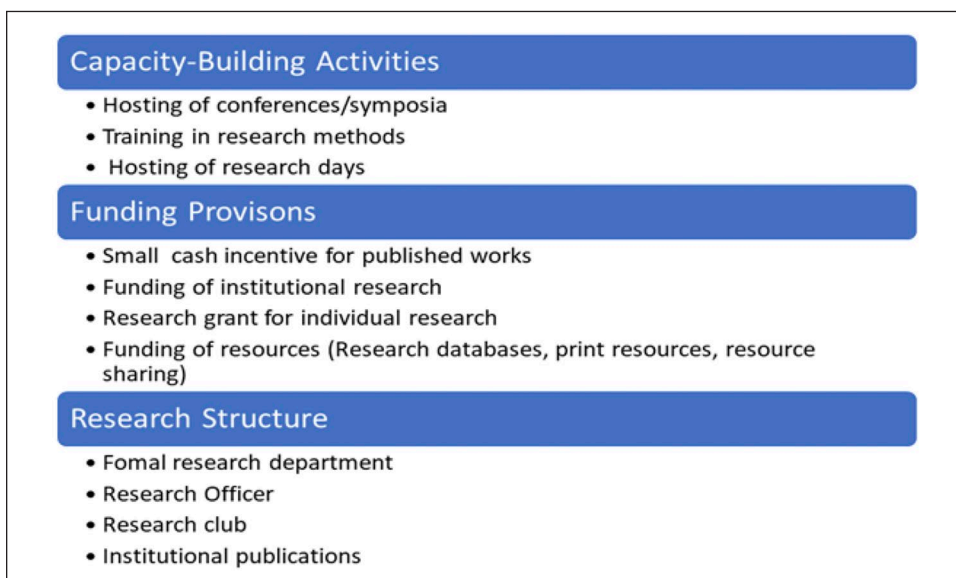 Capacity-Building Activities
• Hosting of conferences/symposia
• Training in research methods
• Hosting of research days
Funding Provisons
• Small cash incentive for published works
• Funding of institutional research
• Research grant for individual research
• Funding of resources (Research databases, print resources, resource
sharing)
Research Structure
• Fomal research department
• Research Officer
• Research club
• Institutional publications